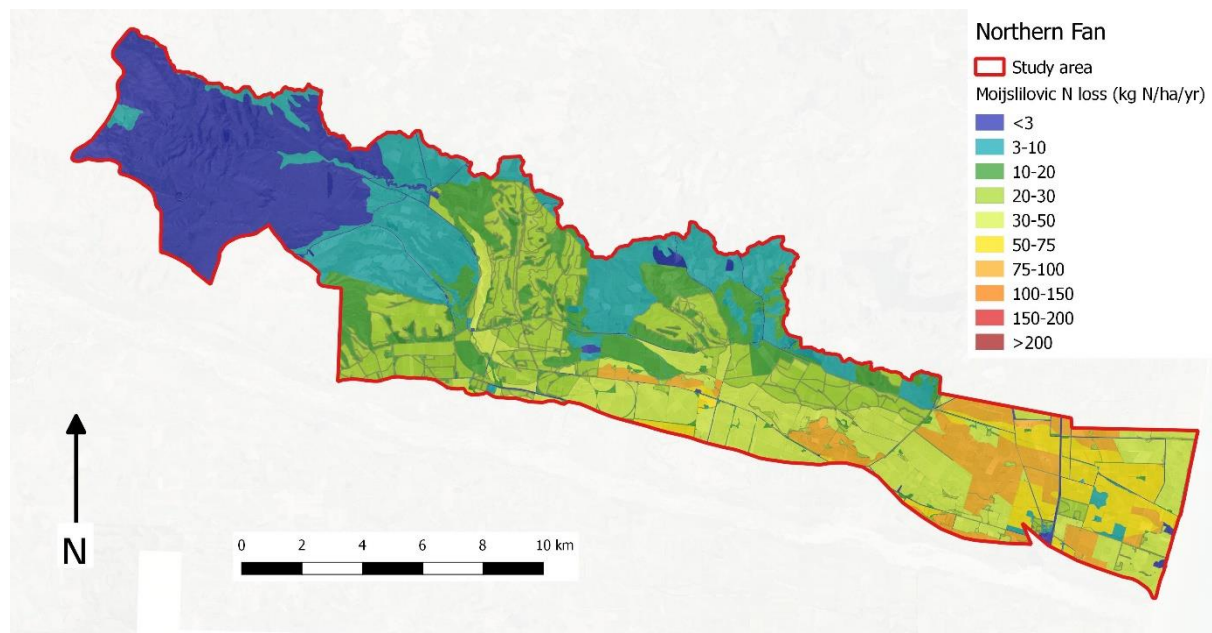 Northern Fan
Study area
Moijslilovic N loss (kg N/ha/yr)
<3
3-10
10-20
20-30
30-50
50-75
75-100
100-150
150-200
>200
N
0 2 4 6 8 10 km